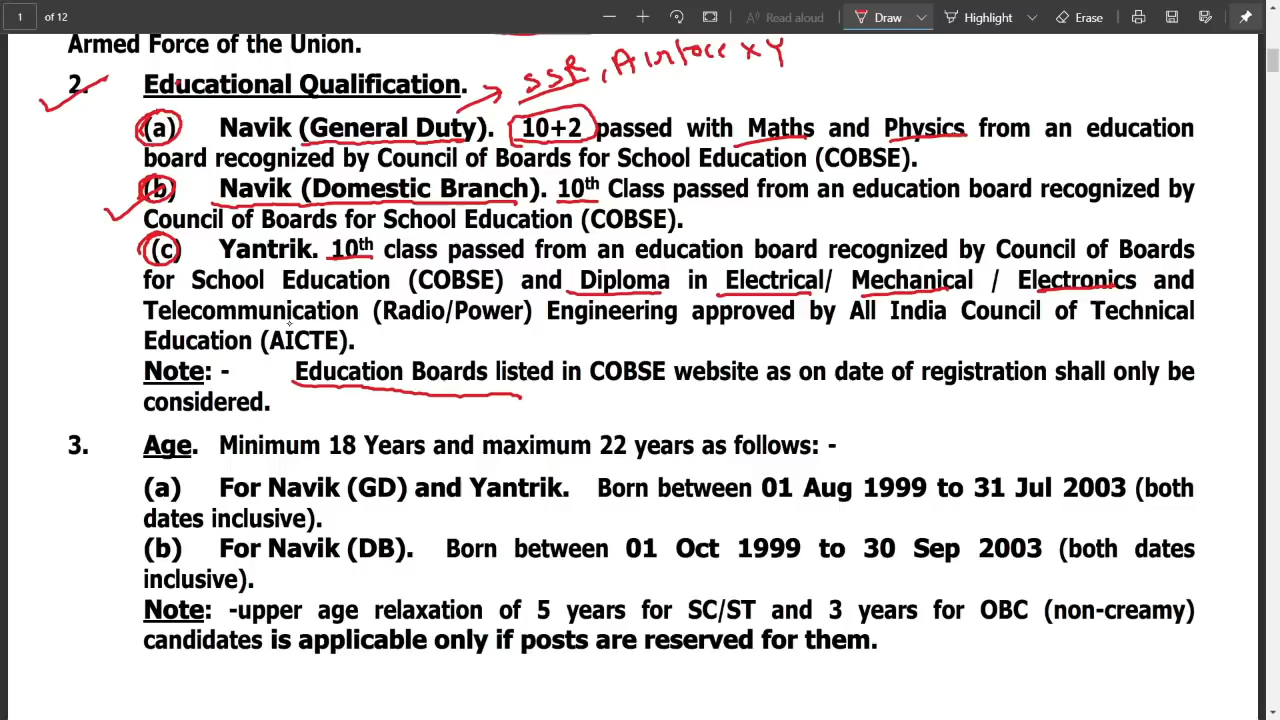 1 of 12 Read aloud Draw Highlight Erase
Armed Force of the Union.
SSR, Airforce X Y
2. Educational Qualification.
(a) Navik (General Duty). 10+2 passed with Maths and Physics from an education
board recognized by Council of Boards for School Education (COBSE).
(b) Navik (Domestic Branch). 10th Class passed from an education board recognized by
Council of Boards for School Education (COBSE).
(c) Yantrik. 10th class passed from an education board recognized by Council of Boards
for School Education (COBSE) and Diploma in Electrical/ Mechanical / Electronics and
Telecommunication (Radio/Power) Engineering approved by All India Council of Technical
Education (AICTE).
Note: - Education Boards listed in COBSE website as on date of registration shall only be
considered.
3. Age. Minimum 18 Years and maximum 22 years as follows: -
(a) For Navik (GD) and Yantrik. Born between 01 Aug 1999 to 31 Jul 2003 (both
dates inclusive).
(b) For Navik (DB). Born between 01 Oct 1999 to 30 Sep 2003 (both dates
inclusive).
Note: -upper age relaxation of 5 years for SC/ST and 3 years for OBC (non-creamy)
candidates is applicable only if posts are reserved for them.